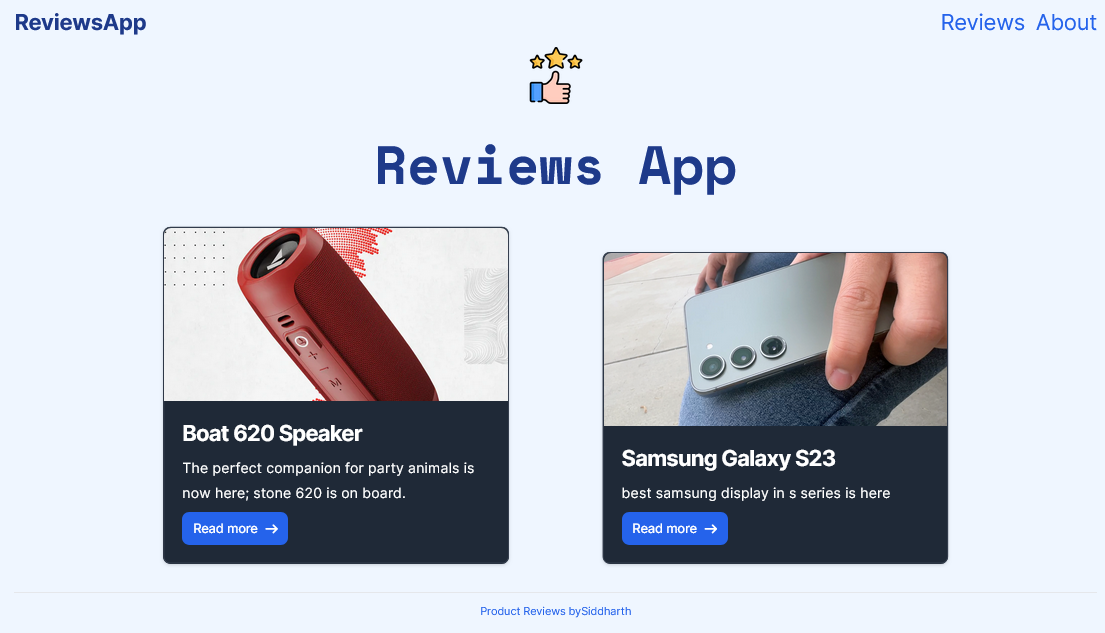 ReviewsApp
Reviews About
Reviews App
Boat 620 Speaker
The perfect companion for party animals is
now here; stone 620 is on board.
Read more →
Samsung Galaxy S23
best samsung display in s series is here
Read more →
Product Reviews bySiddharth